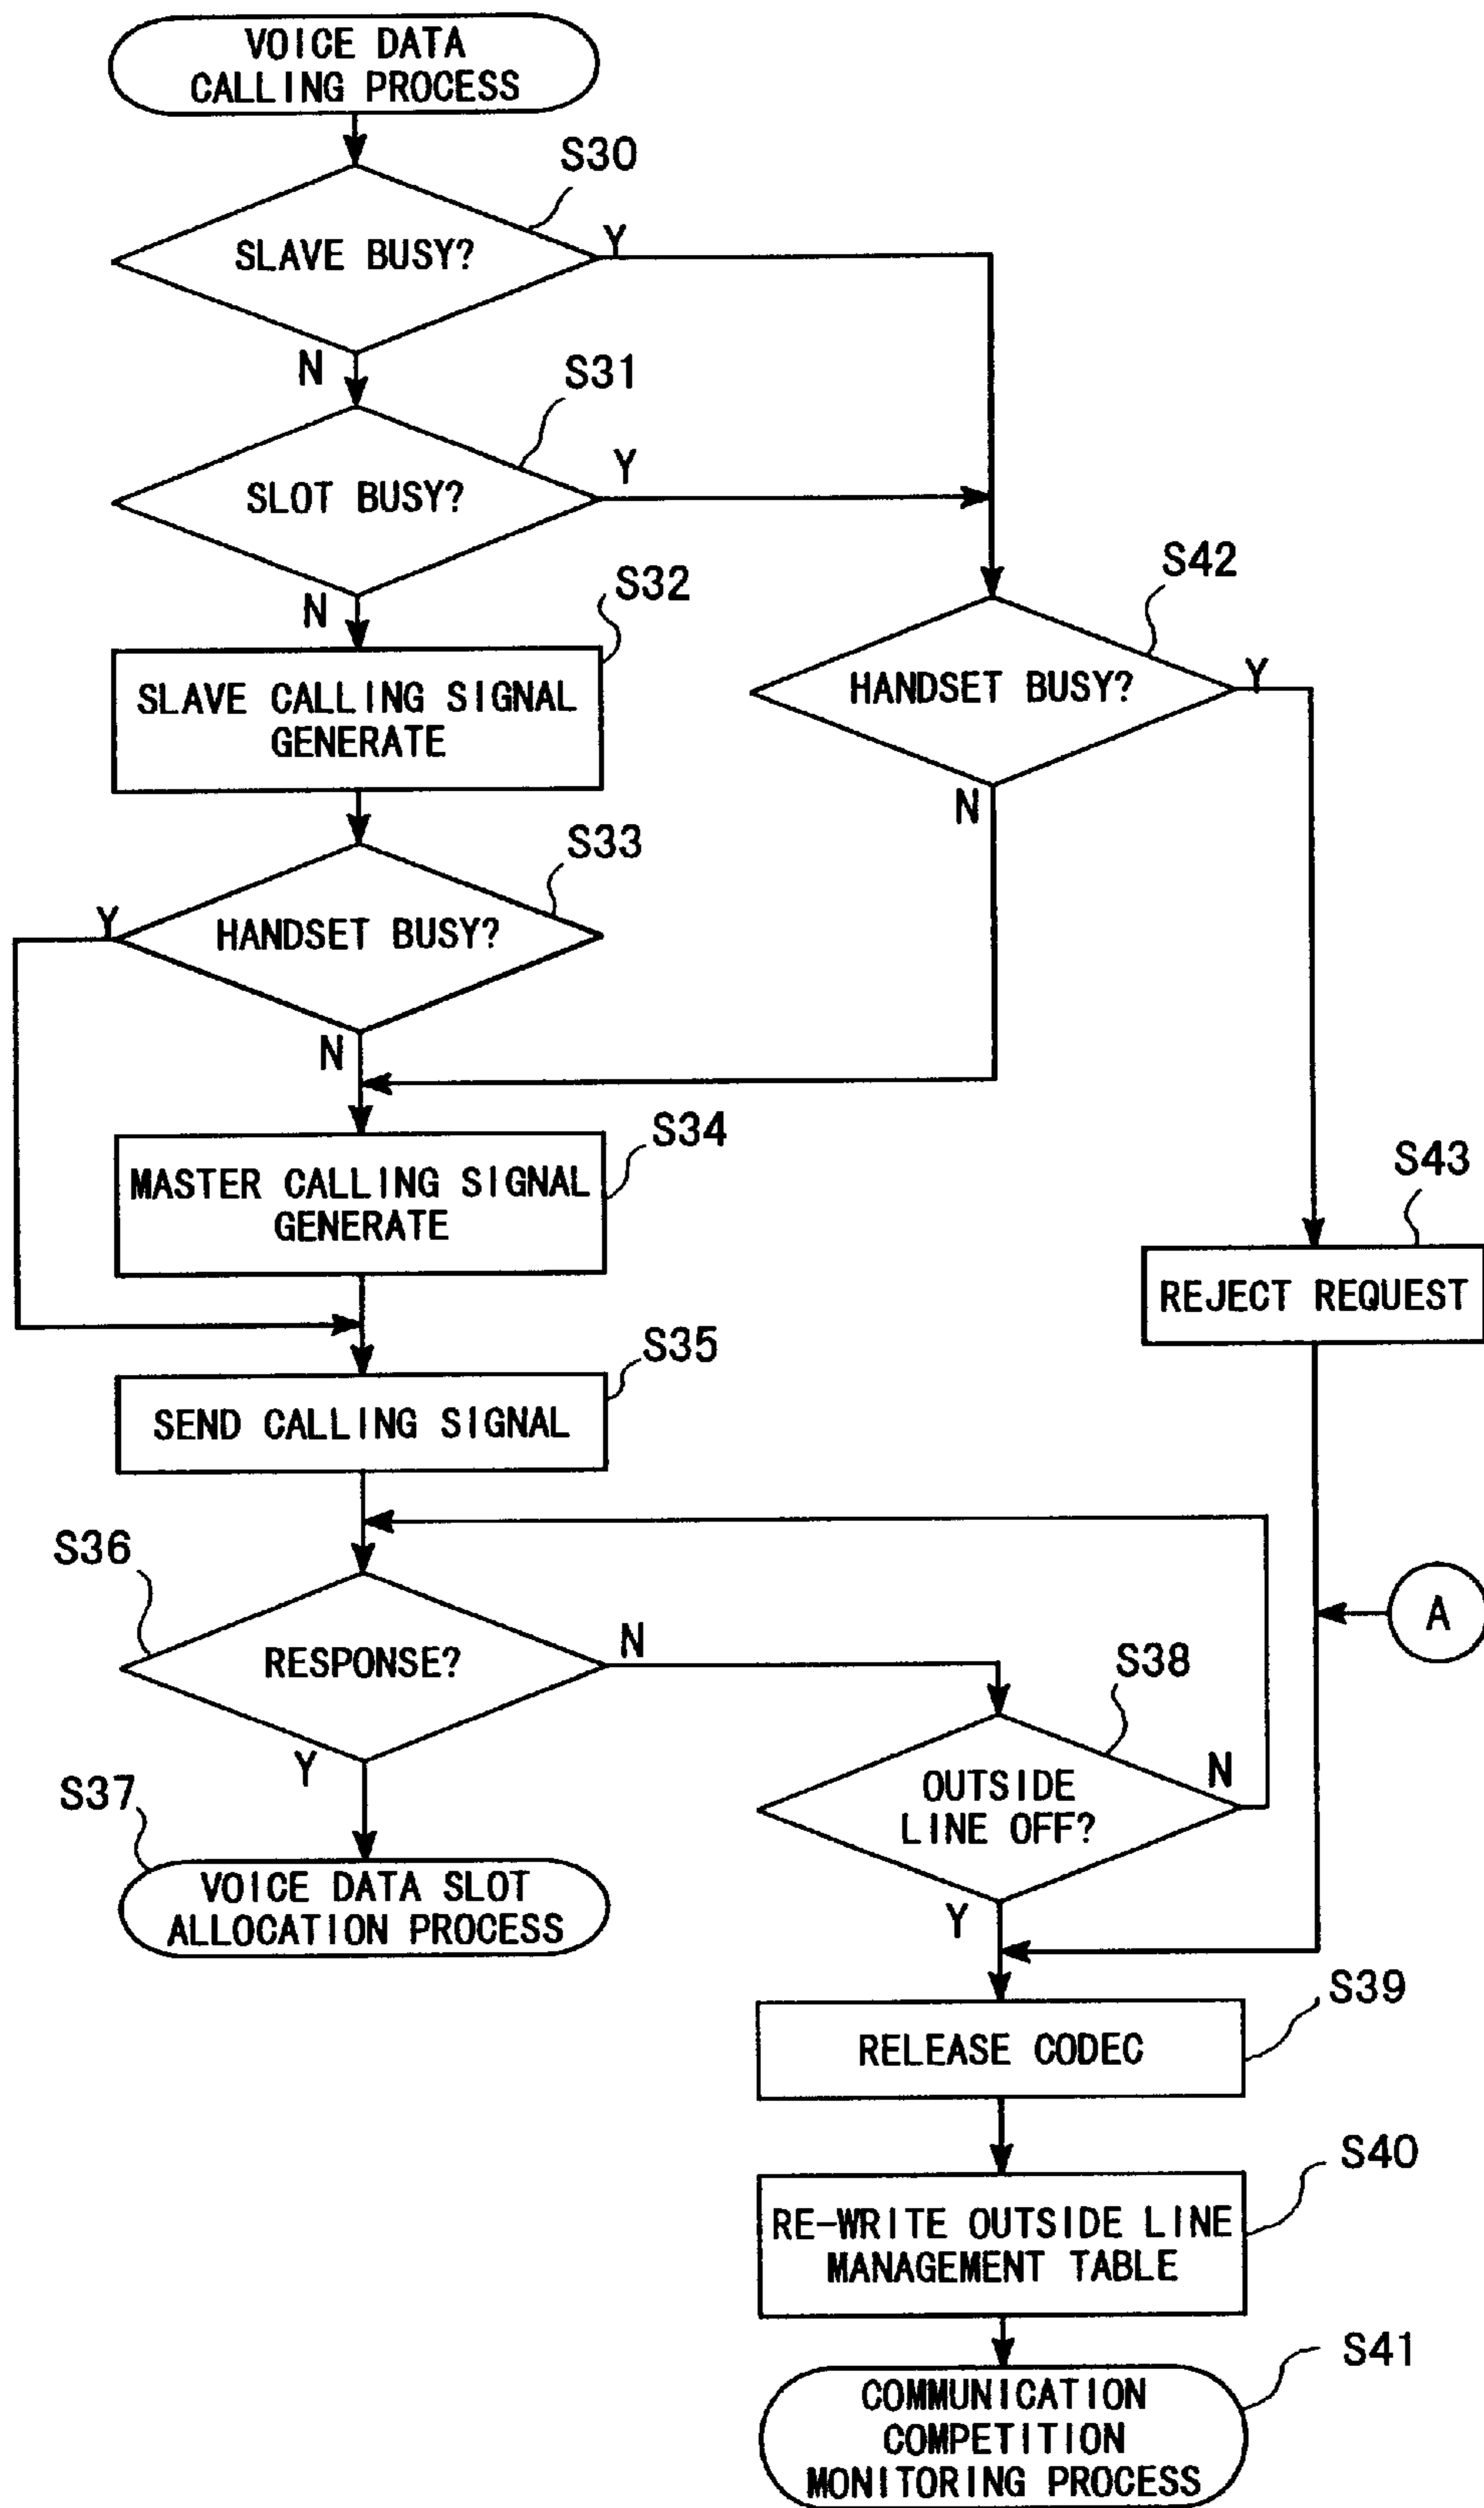 VOICE DATA
CALLING PROCESS
S30
SLAVE BUSY?
Y
N
S31
SLOT BUSY?
Y
N
S32
SLAVE CALLING SIGNAL
GENERATE
S42
HANDSET BUSY?
Y
N
S33
HANDSET BUSY?
Y
N
S34
MASTER CALLING SIGNAL
GENERATE
S43
REJECT REQUEST
S35
SEND CALLING SIGNAL
S36
RESPONSE?
N
Y
A
S38
OUTSIDE
LINE OFF?
N
Y
S37
VOICE DATA SLOT
ALLOCATION PROCESS
S39
RELEASE CODEC
S40
RE-WRITE OUTSIDE LINE
MANAGEMENT TABLE
S41
COMMUNICATION
COMPETITION
MONITORING PROCESS